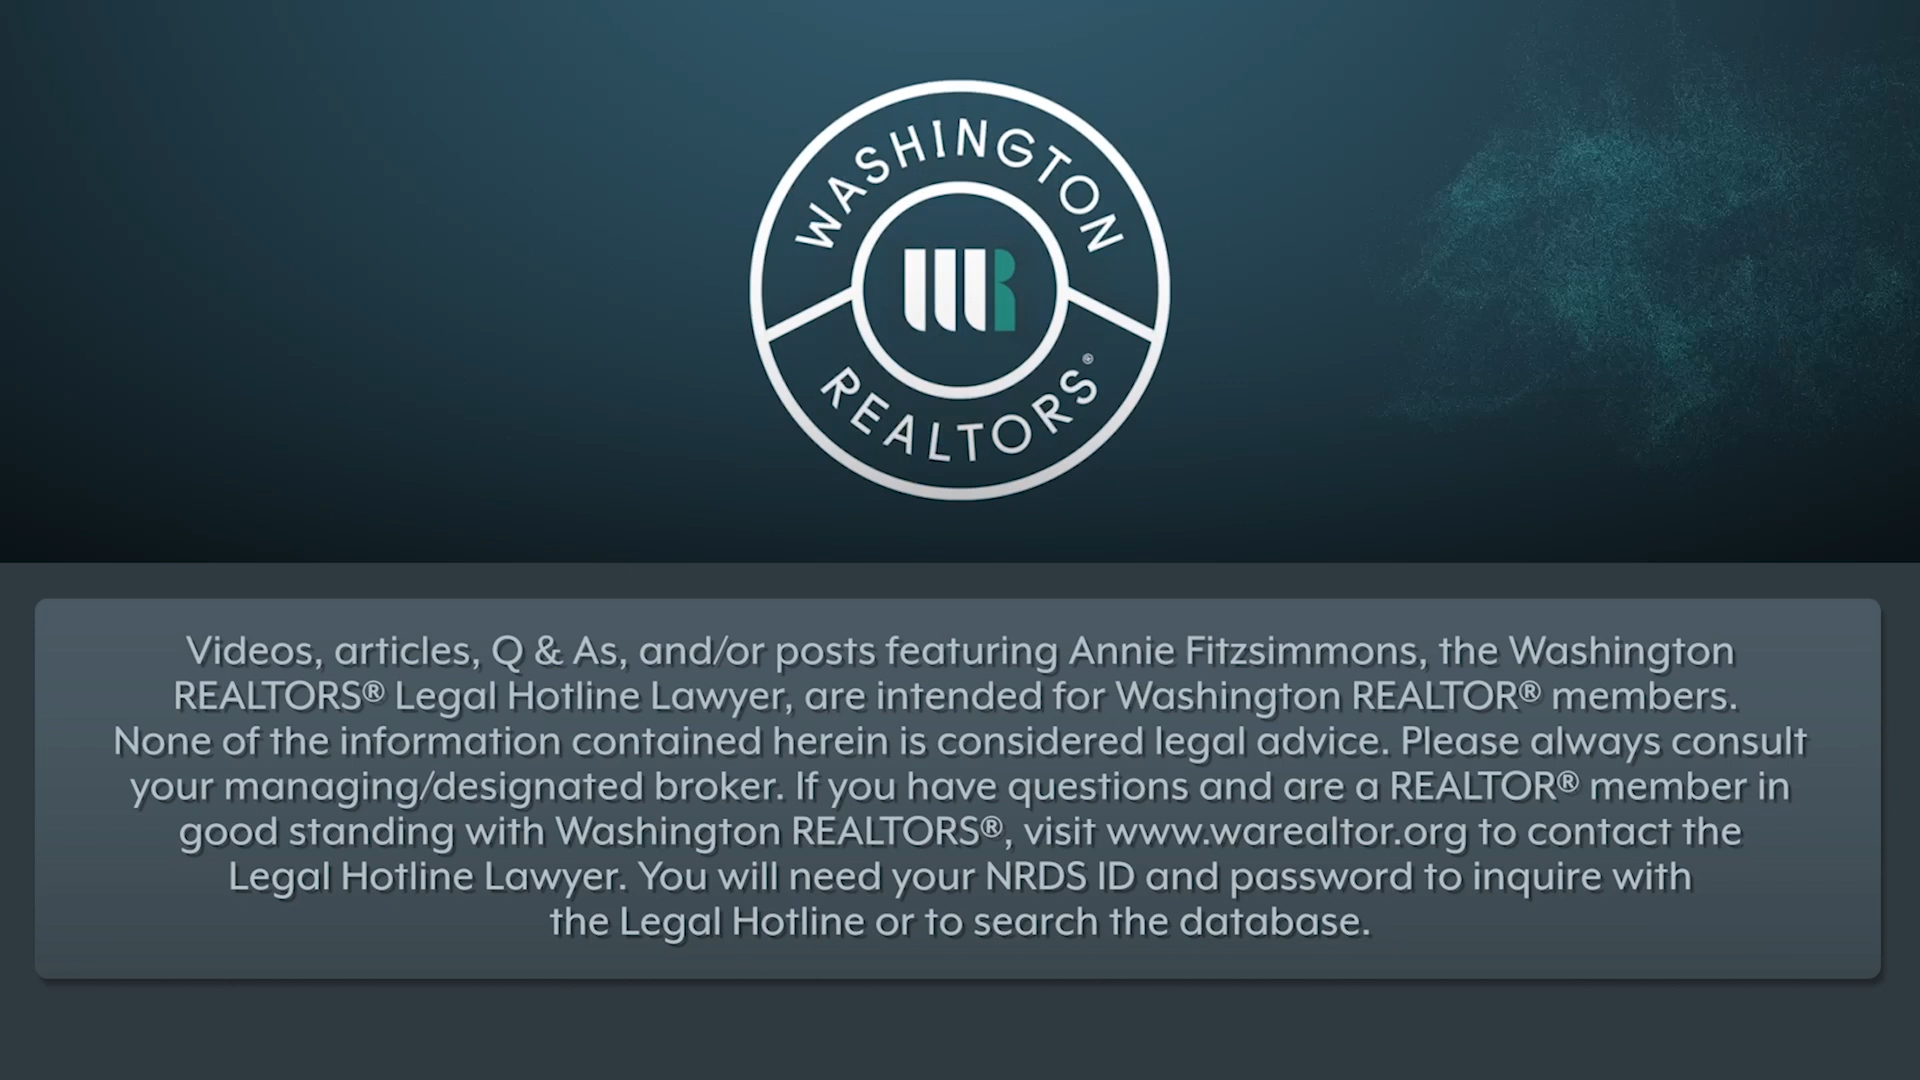 WASHINGTON
WR
REALTORS®
Videos, articles, Q & As, and/or posts featuring Annie Fitzsimmons, the Washington
REALTORS® Legal Hotline Lawyer, are intended for Washington REALTOR® members.
None of the information contained herein is considered legal advice. Please always consult
your managing/designated broker. If you have questions and are a REALTOR® member in
good standing with Washington REALTORS®, visit www.warealtor.org to contact the
Legal Hotline Lawyer. You will need your NRDS ID and password to inquire with
the Legal Hotline or to search the database.